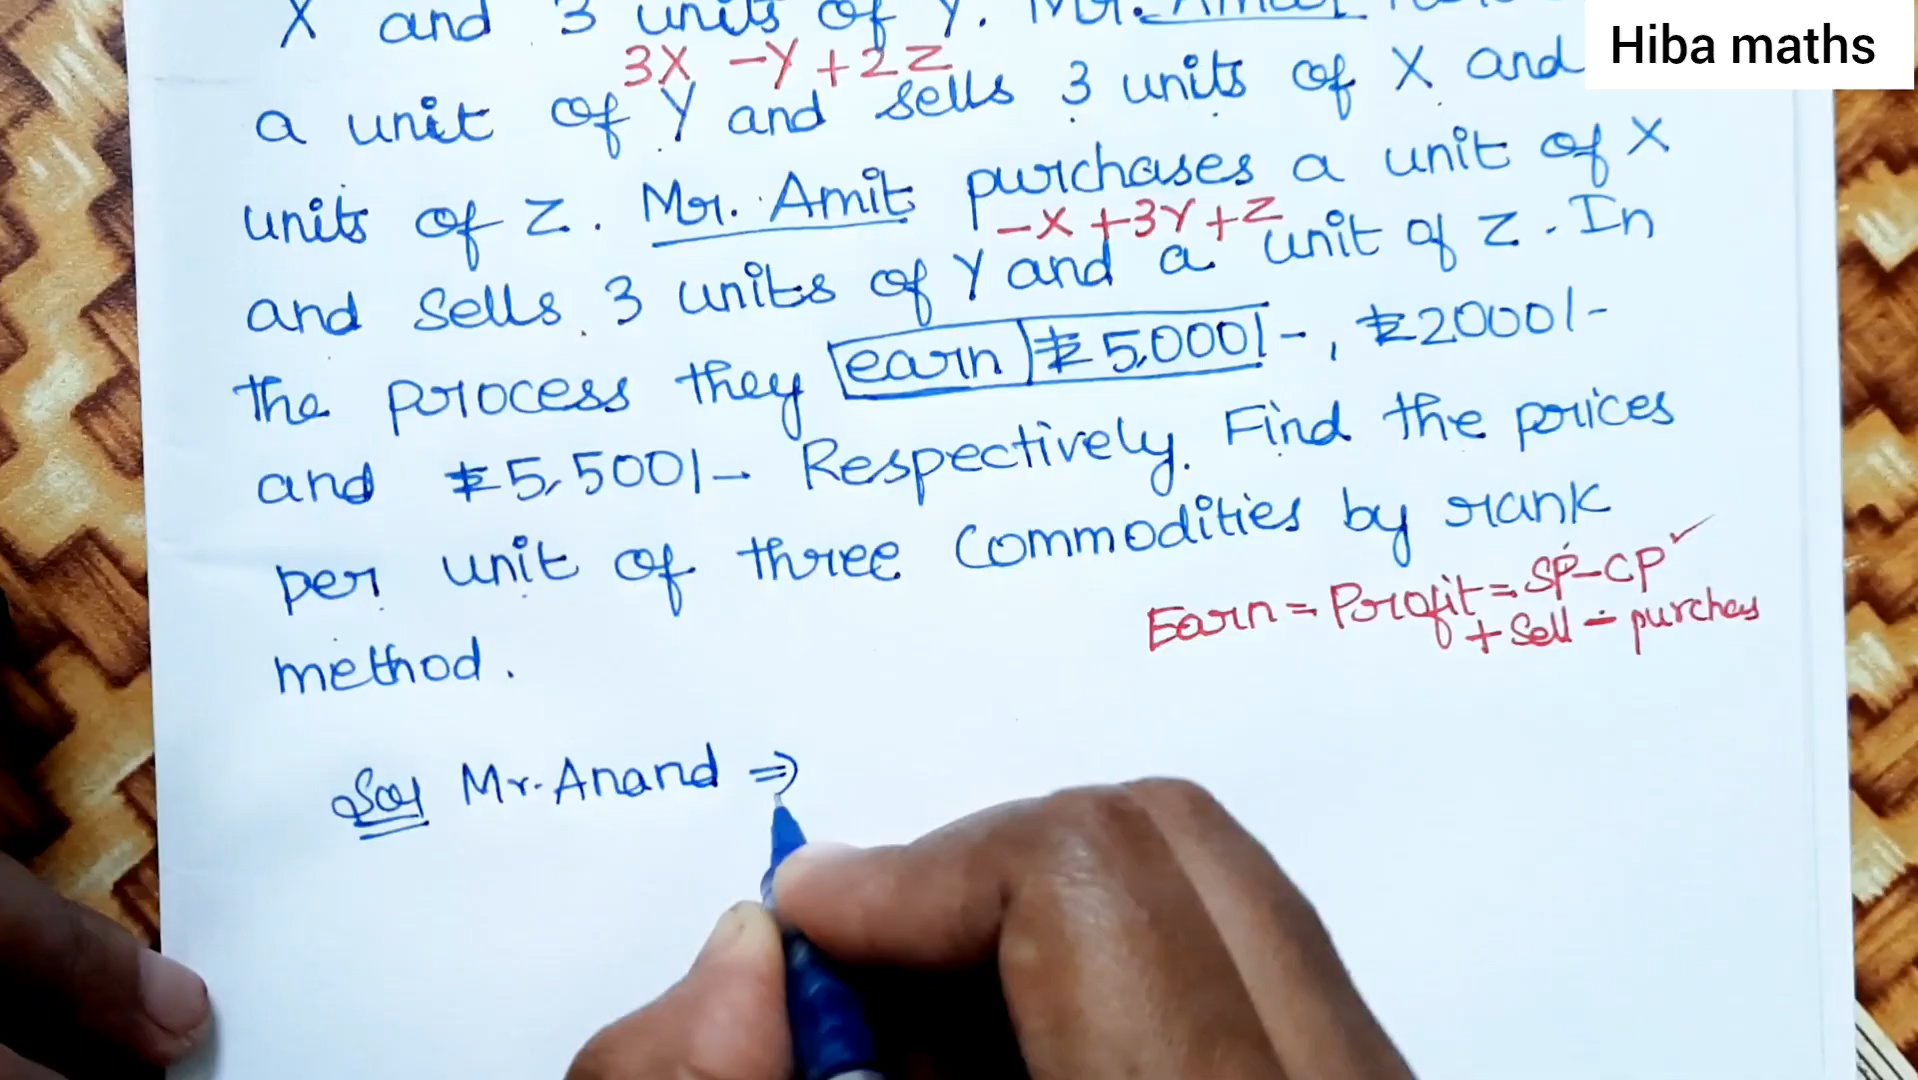 X and 3 units of Y. Mr.
Hiba maths
3X -Y +2Z
a unit of Y and sells 3 units of X and
units of Z. Mr. Amit purchases a unit of X
-X +3Y+Z
and sells 3 units of Y and a unit of Z. In
the process they earn ₹5,000/-, ₹2000/-
and ₹5,500/- Respectively. Find the prices
per unit of three Commodities by rank
Earn = Profit = SP-CP ✓
+ Sell - purchas
method.
Sol Mr. Anand ⇒